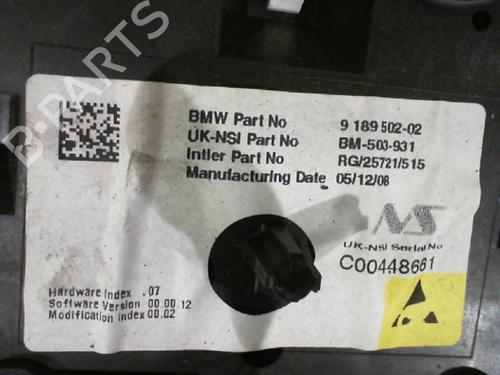 BMW Part No 9 189 502-02
UK-NSI Part No BM-503-931
Intier Part No RG/25721/515
Manufacturing Date 05/12/08
NS
UK-NSI Serial No
C00448661
Hardware Index .07
Software Version 00.00.12
Modification Index 00.02
B-PARTS